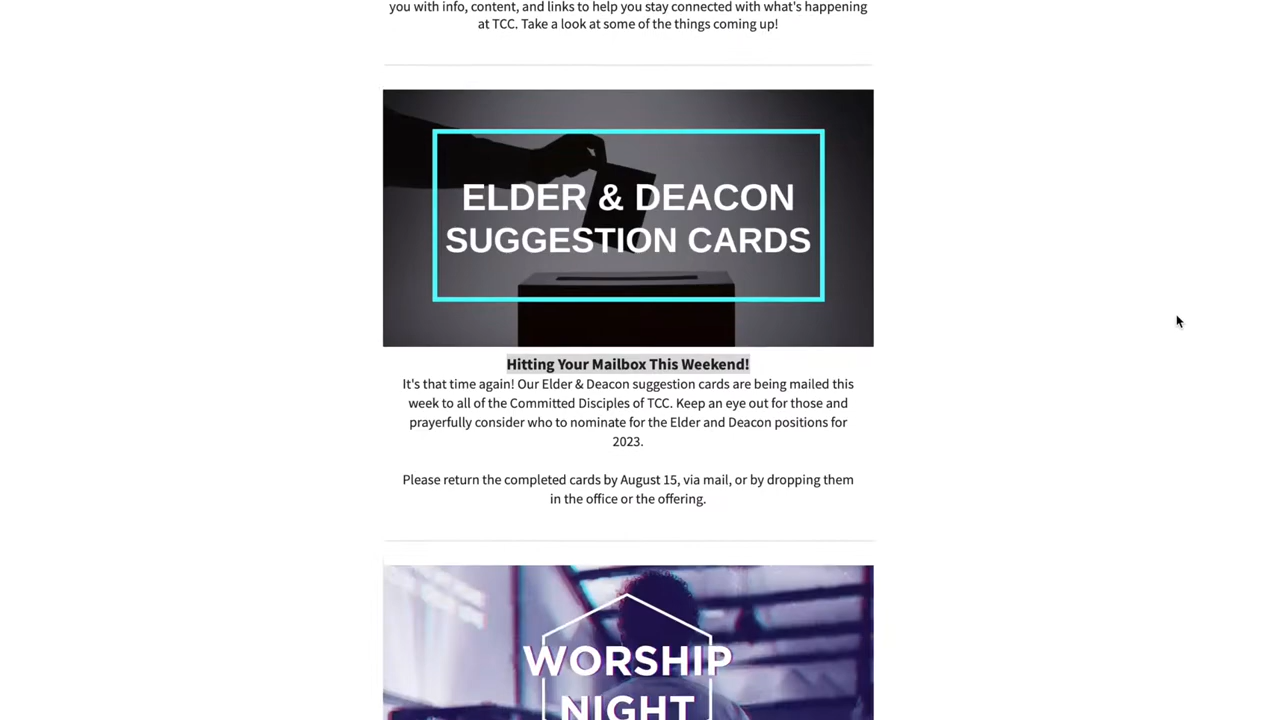 you with info, content, and links to help you stay connected with what's happening
at TCC. Take a look at some of the things coming up!
ELDER & DEACON
SUGGESTION CARDS
Hitting Your Mailbox This Weekend!
It's that time again! Our Elder & Deacon suggestion cards are being mailed this
week to all of the Committed Disciples of TCC. Keep an eye out for those and
prayerfully consider who to nominate for the Elder and Deacon positions for
2023.
Please return the completed cards by August 15, via mail, or by dropping them
in the office or the offering.
WORSHIP
NIGHT